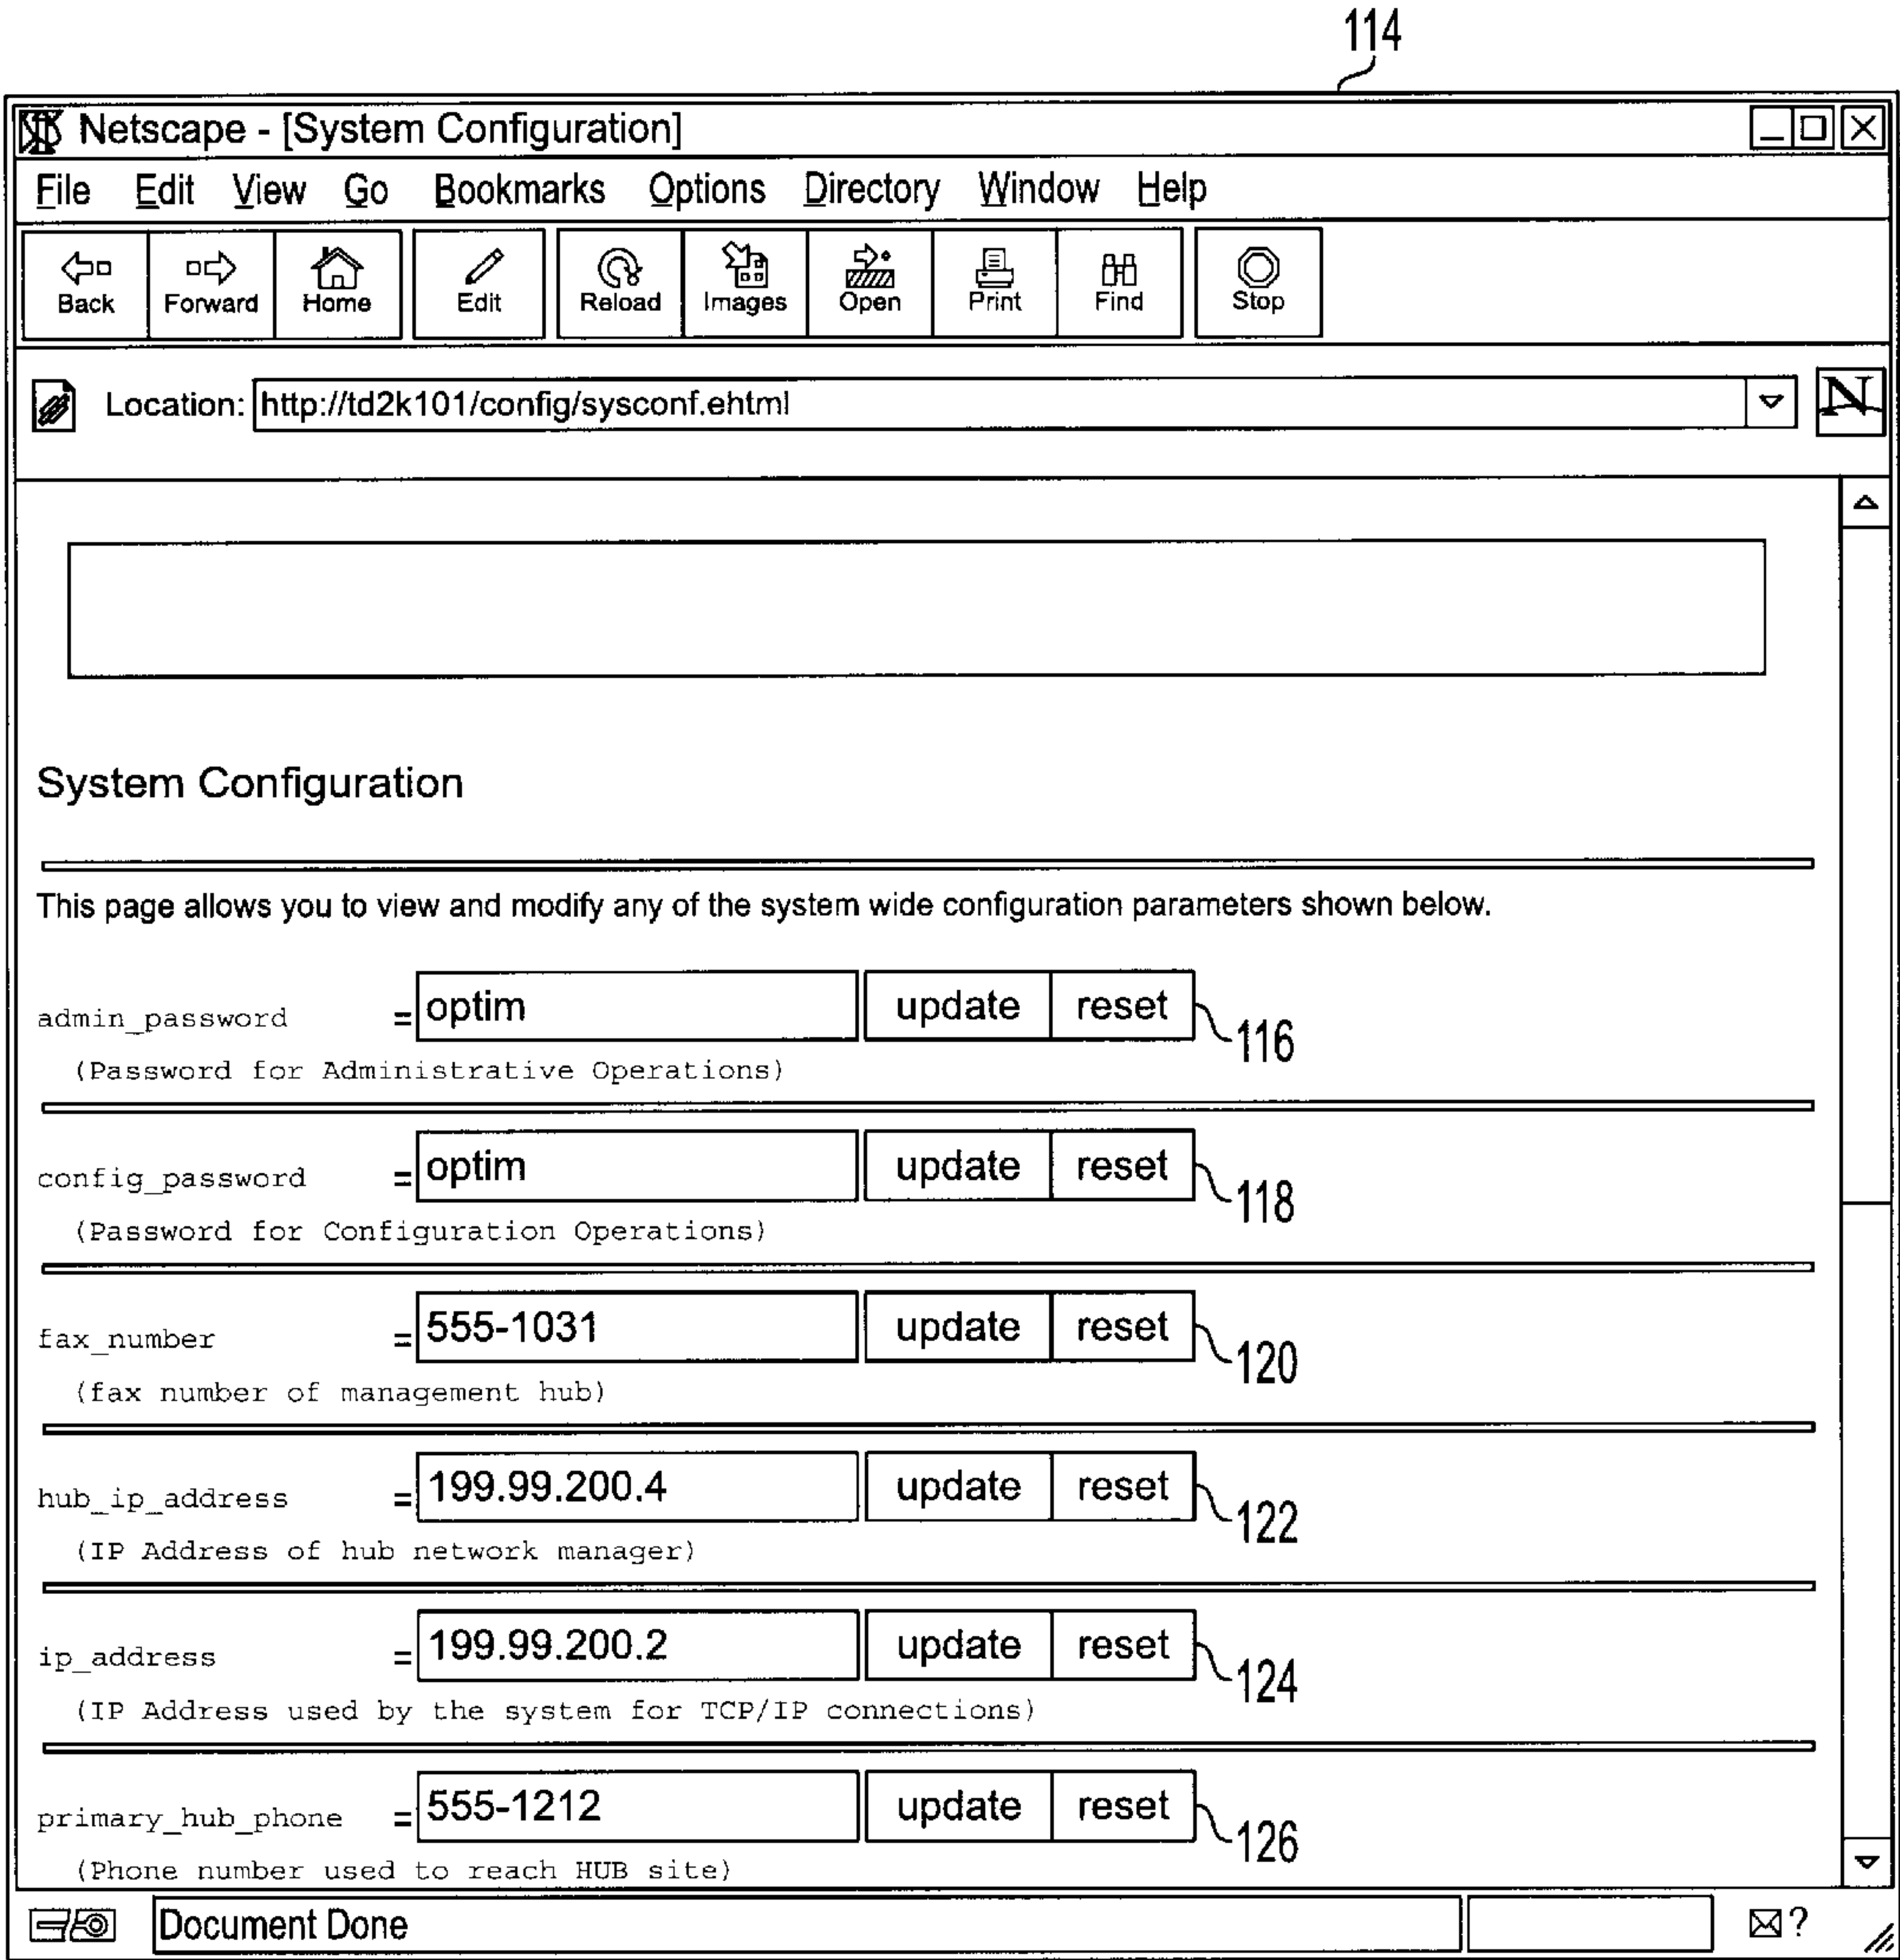 114
Netscape - [System Configuration]
File Edit View Go Bookmarks Options Directory Window Help
Back Forward Home Edit Reload Images Open Print Find Stop
Location: http://td2k101/config/sysconf.ehtml N
System Configuration
This page allows you to view and modify any of the system wide configuration parameters shown below.
admin_password = optim update reset 116
(Password for Administrative Operations)
config_password = optim update reset 118
(Password for Configuration Operations)
fax_number = 555-1031 update reset 120
(fax number of management hub)
hub_ip_address = 199.99.200.4 update reset 122
(IP Address of hub network manager)
ip_address = 199.99.200.2 update reset 124
(IP Address used by the system for TCP/IP connections)
primary_hub_phone = 555-1212 update reset 126
(Phone number used to reach HUB site)
Document Done ?